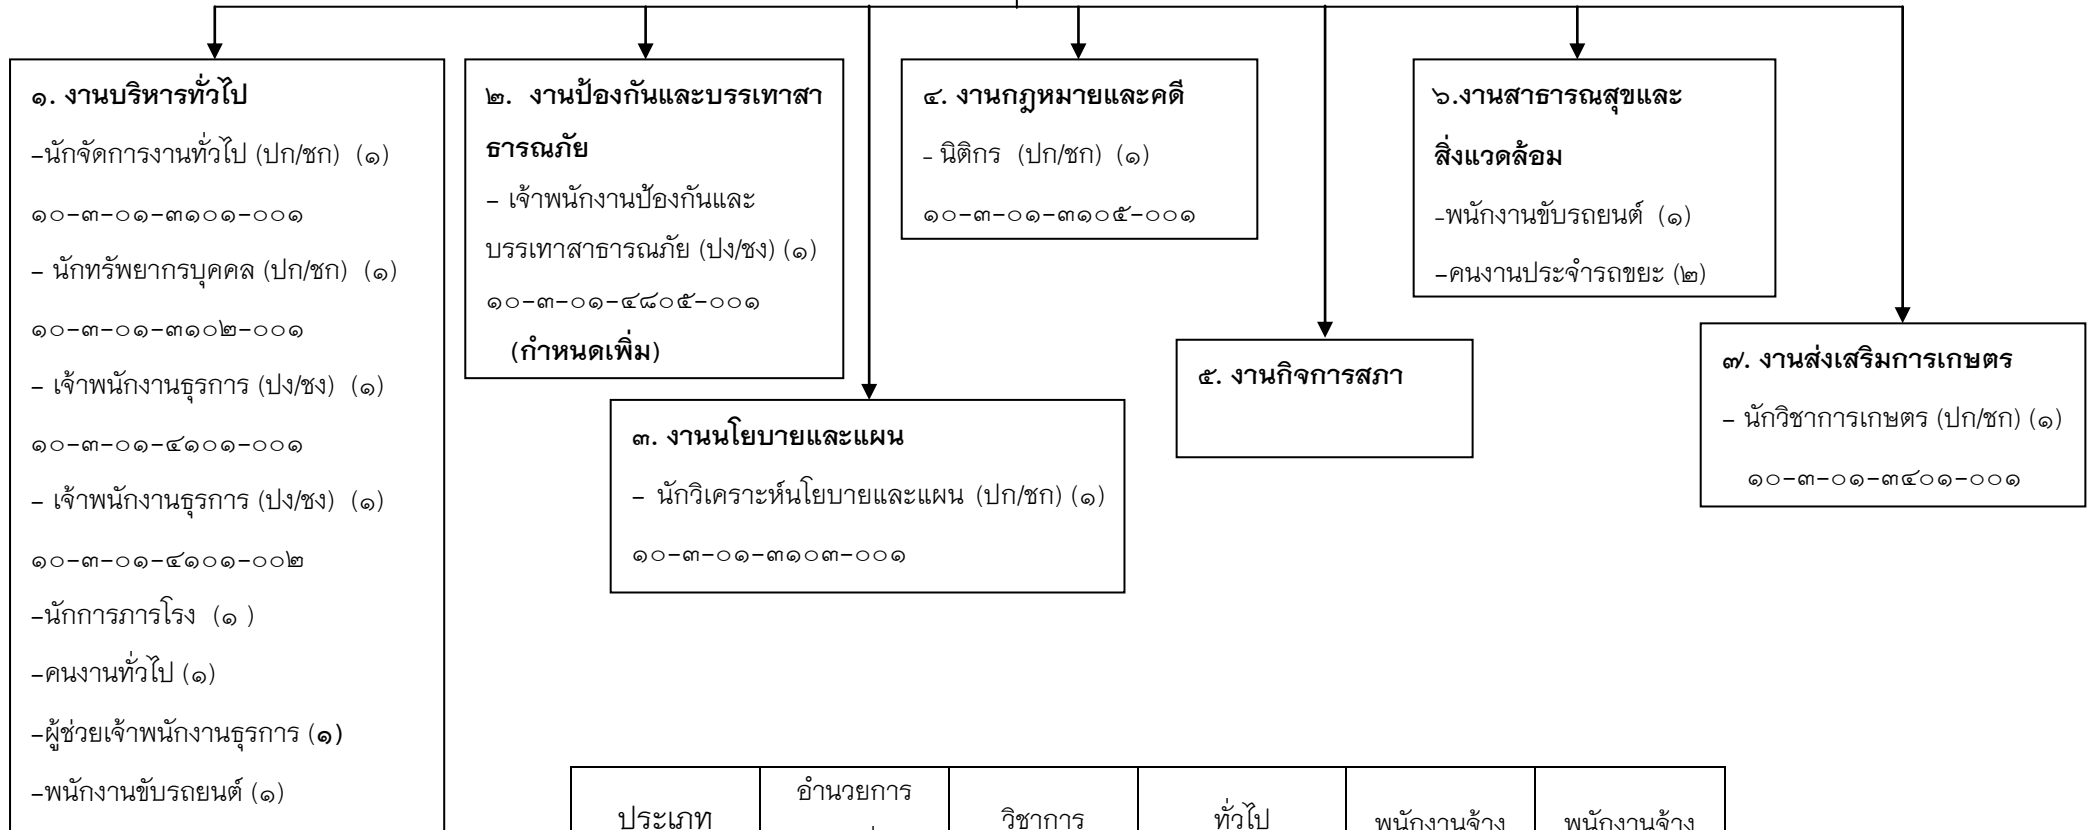 ๑. งานบริหารทั่วไป
-นักจัดการงานทั่วไป (ปก/ชก) (๑)
๑๐-๓-๐๑-๓๑๐๑-๐๐๑
- นักทรัพยากรบุคคล (ปก/ชก) (๑)
๑๐-๓-๐๑-๓๑๐๒-๐๐๑
- เจ้าพนักงานธุรการ (ปง/ชง) (๑)
๑๐-๓-๐๑-๔๑๐๑-๐๐๑
- เจ้าพนักงานธุรการ (ปง/ชง) (๑)
๑๐-๓-๐๑-๔๑๐๑-๐๐๒
-นักการภารโรง (๑ )
-คนงานทั่วไป (๑)
-ผู้ช่วยเจ้าพนักงานธุรการ (๑)
-พนักงานขับรถยนต์ (๑)
๒. งานป้องกันและบรรเทาสา
ธารณภัย
- เจ้าพนักงานป้องกันและ
บรรเทาสาธารณภัย (ปง/ชง) (๑)
๑๐-๓-๐๑-๔๘๐๕-๐๐๑
(กำหนดเพิ่ม)
๓. งานนโยบายและแผน
- นักวิเคราะห์นโยบายและแผน (ปก/ชก) (๑)
๑๐-๓-๐๑-๓๑๐๓-๐๐๑
๔. งานกฎหมายและคดี
- นิติกร (ปก/ชก) (๑)
๑๐-๓-๐๑-๓๑๐๕-๐๐๑
๕. งานกิจการสภา
๖.งานสาธารณสุขและ
สิ่งแวดล้อม
-พนักงานขับรถยนต์ (๑)
-คนงานประจำรถขยะ (๒)
๗. งานส่งเสริมการเกษตร
- นักวิชาการเกษตร (ปก/ชก) (๑)
๑๐-๓-๐๑-๓๔๐๑-๐๐๑
ประเภท
อำนวยการ
วิชาการ
ทั่วไป
พนักงานจ้าง
พนักงานจ้าง